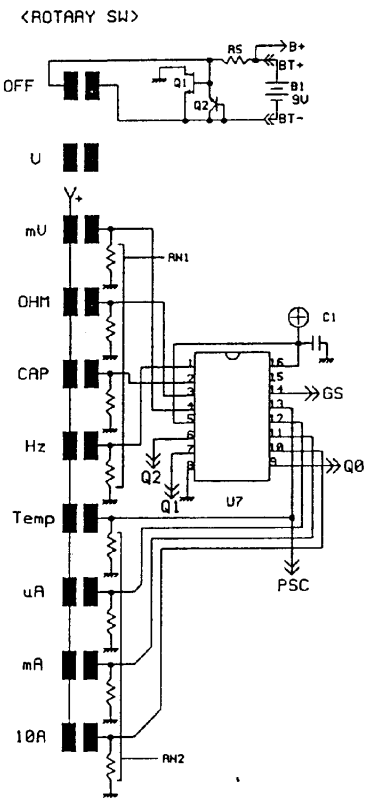 <ROTARY SW>
R5
B+
BT+
OFF
Q1
Q2
B1
9V
BT-
U
V+
mU
RN1
OHM
C1
CAP
1
2
3
4
5
6
7
8
16
15
14
13
12
11
10
9
GS
Hz
Q2
Q1
U7
Q0
Temp
PSC
uA
mA
10A
RN2